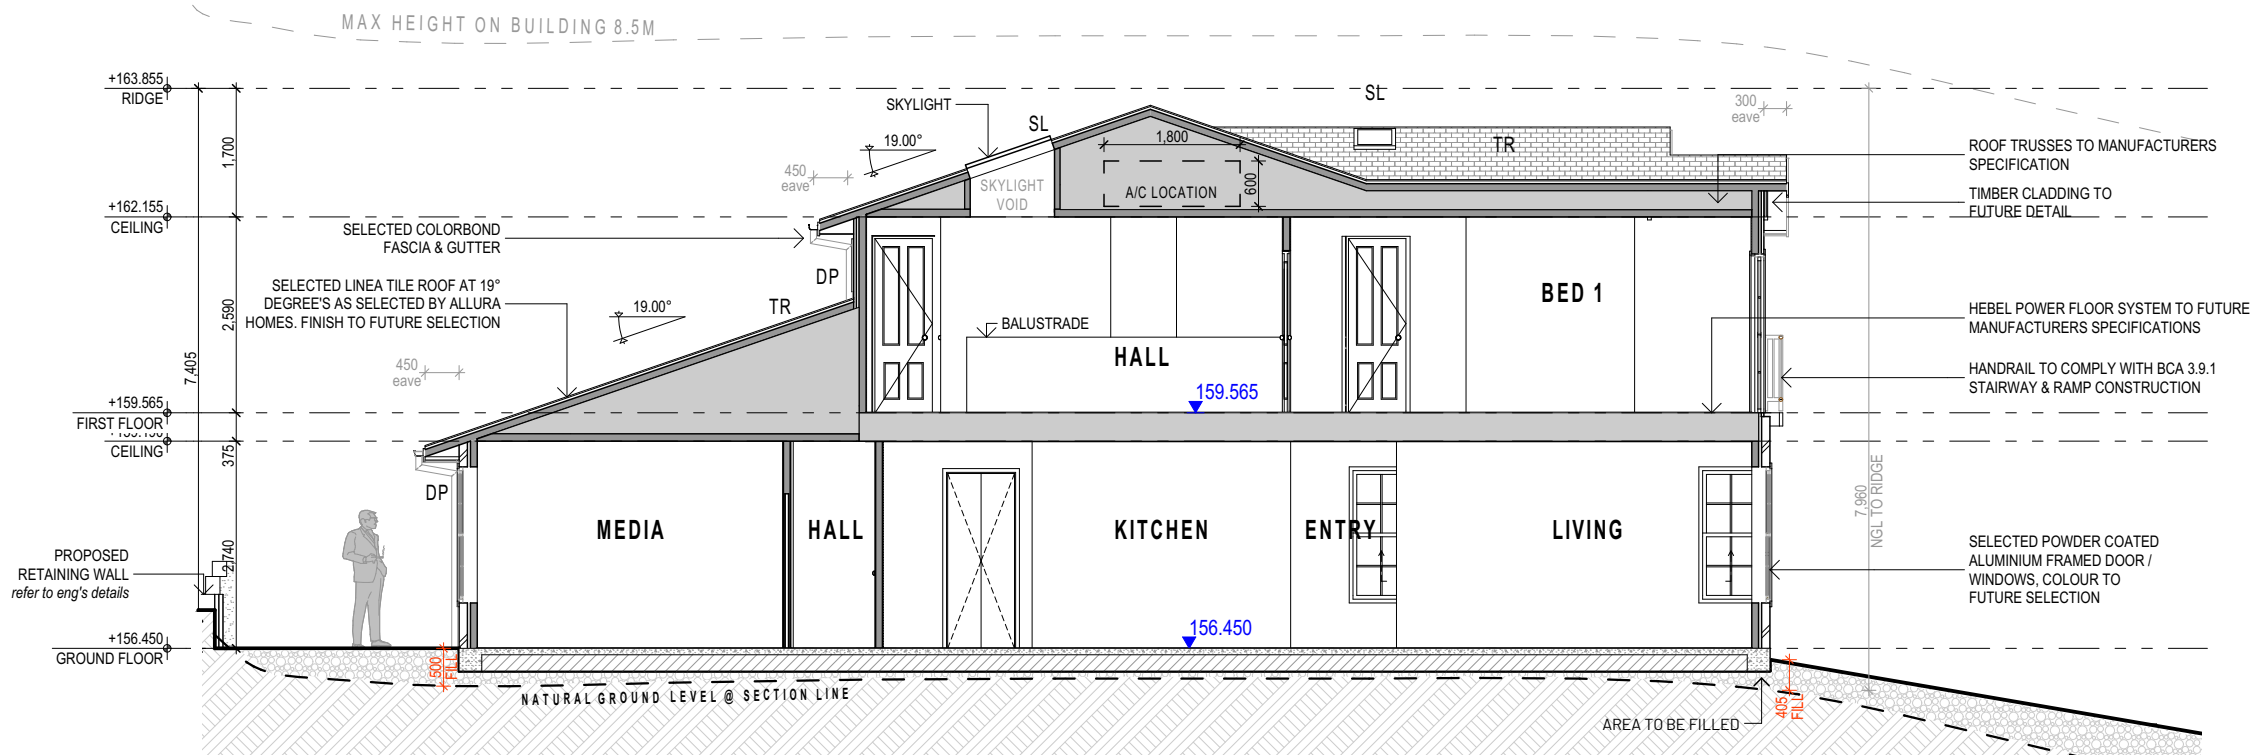 MAX HEIGHT ON BUILDING 8.5M
+163.855
RIDGE
1,700
+162.155
CEILING
2,590
7,405
+159.565
FIRST FLOOR
CEILING
375
2,740
+156.450
GROUND FLOOR
SKYLIGHT
SL
SL
300
eave
19.00°
450
eave
SKYLIGHT
VOID
1,800
600
A/C LOCATION
TR
ROOF TRUSSES TO MANUFACTURERS
SPECIFICATION
TIMBER CLADDING TO
FUTURE DETAIL
SELECTED COLORBOND
FASCIA & GUTTER
DP
SELECTED LINEA TILE ROOF AT 19°
DEGREE'S AS SELECTED BY ALLURA
HOMES. FINISH TO FUTURE SELECTION
TR
19.00°
450
eave
BALUSTRADE
HALL
BED 1
159.565
HEBEL POWER FLOOR SYSTEM TO FUTURE
MANUFACTURERS SPECIFICATIONS
HANDRAIL TO COMPLY WITH BCA 3.9.1
STAIRWAY & RAMP CONSTRUCTION
DP
MEDIA
HALL
KITCHEN
ENTRY
LIVING
7,960
NGL TO RIDGE
PROPOSED
RETAINING WALL
refer to eng's details
SELECTED POWDER COATED
ALUMINIUM FRAMED DOOR /
WINDOWS, COLOUR TO
FUTURE SELECTION
156.450
500
FILL
NATURAL GROUND LEVEL @ SECTION LINE
405
FILL
AREA TO BE FILLED